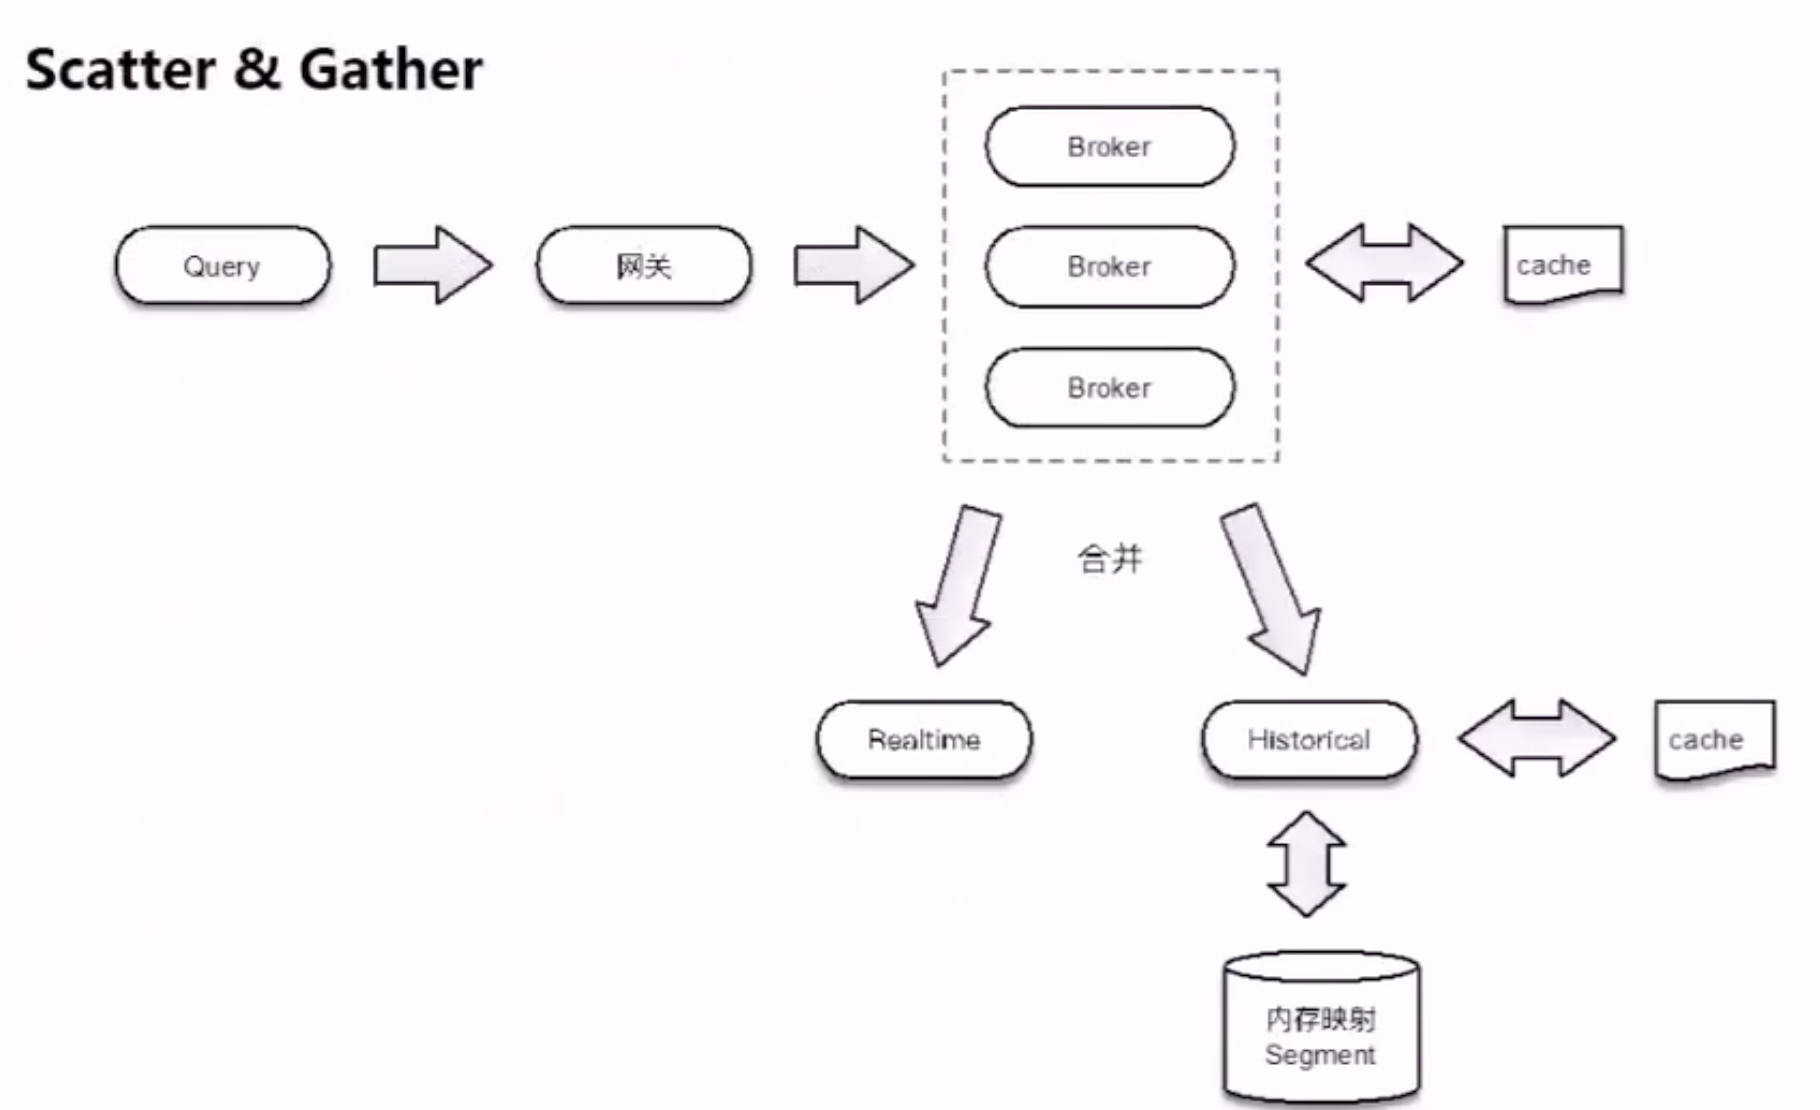 Scatter & Gather
Broker
Query
网关
Broker
cache
Broker
合并
Realtime
Historical
cache
内存映射
Segment